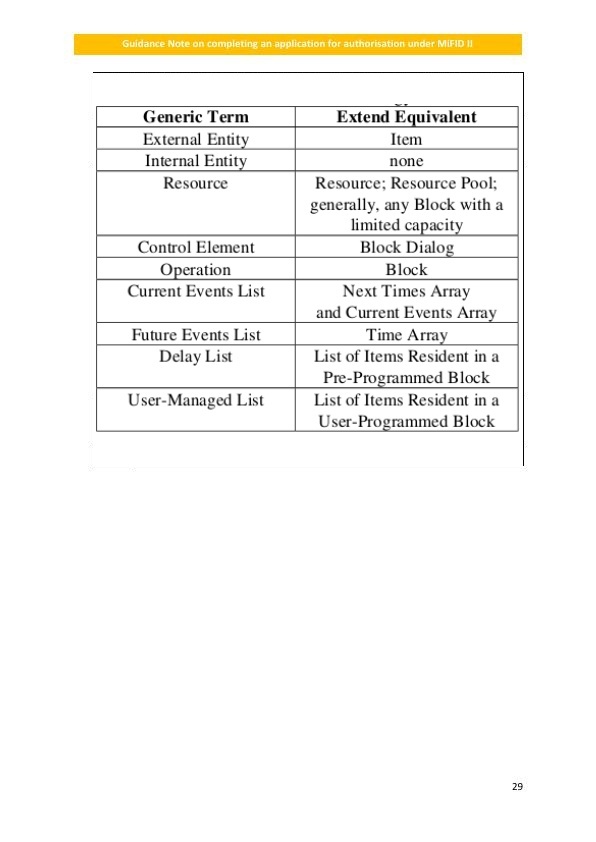 Guidance Note on completing an application for authorisation under MiFID II
Generic Term Extend Equivalent
External Entity Item
Internal Entity none
Resource Resource; Resource Pool;
generally, any Block with a
limited capacity
Control Element Block Dialog
Operation Block
Current Events List Next Times Array
and Current Events Array
Future Events List Time Array
Delay List List of Items Resident in a
Pre-Programmed Block
User-Managed List List of Items Resident in a
User-Programmed Block
29